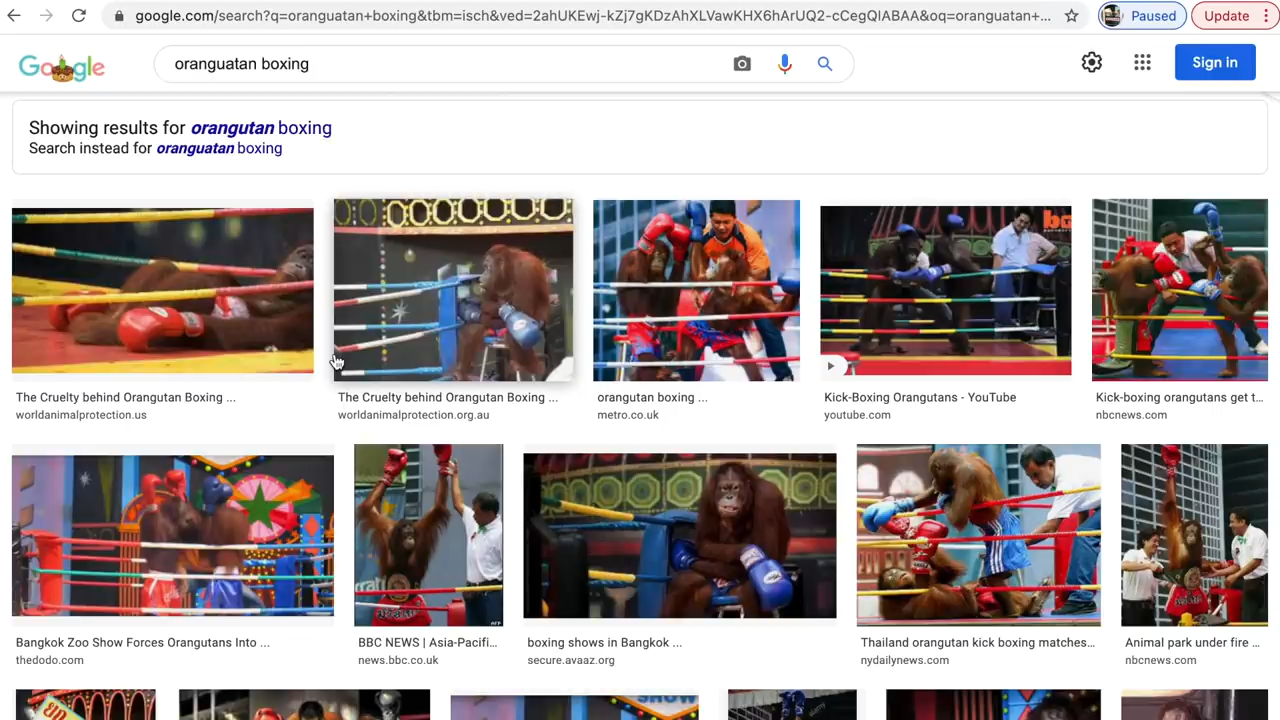 google.com/search?q=oranguatan+boxing&tbm=isch&ved=2ahUKEwj-kZj7gKDzAhXLVawKHX6hArUQ2-cCegQIABAA&oq=oranguatan+...
Paused
Update
Google
oranguatan boxing
Sign in
Showing results for orangutan boxing
Search instead for oranguatan boxing
The Cruelty behind Orangutan Boxing ...
worldanimalprotection.us
The Cruelty behind Orangutan Boxing ...
worldanimalprotection.org.au
orangutan boxing ...
metro.co.uk
Kick-Boxing Orangutans - YouTube
youtube.com
Kick-boxing orangutans get t...
nbcnews.com
Bangkok Zoo Show Forces Orangutans Into ...
thedodo.com
BBC NEWS | Asia-Pacifi...
news.bbc.co.uk
boxing shows in Bangkok ...
secure.avaaz.org
Thailand orangutan kick boxing matches...
nydailynews.com
Animal park under fire ...
nbcnews.com